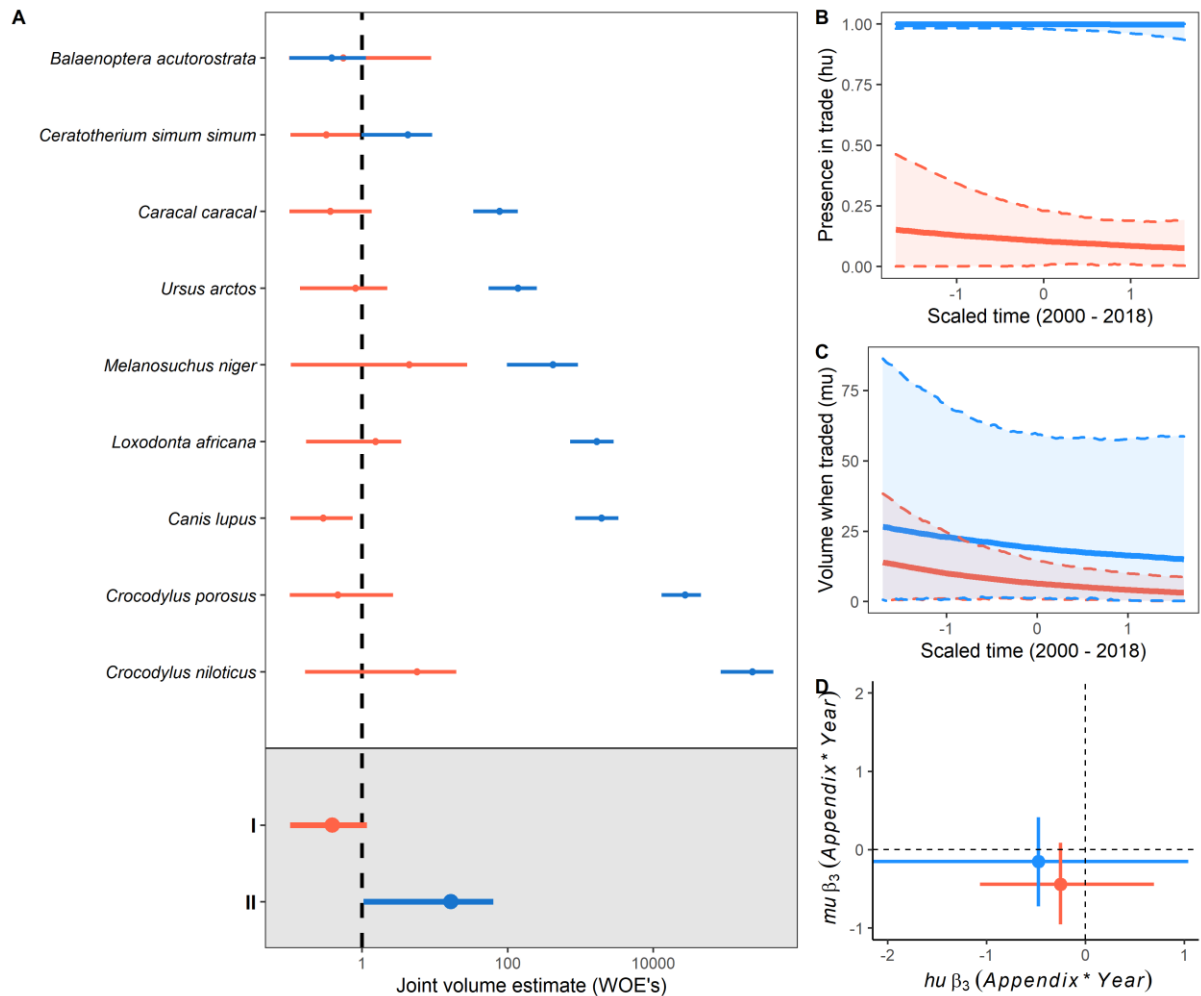 A
Balaenoptera acutorostrata
Ceratotherium simum simum
Caracal caracal
Ursus arctos
Melanosuchus niger
Loxodonta africana
Canis lupus
Crocodylus porosus
Crocodylus niloticus
I
II
1 100 10000
Joint volume estimate (WOE's)
B
Presence in trade (hu)
1.00
0.75
0.50
0.25
0.00
-1 0 1
Scaled time (2000 - 2018)
C
Volume when traded (mu)
75
50
25
0
-1 0 1
Scaled time (2000 - 2018)
D
mu β₃ (Appendix * Year)
2
1
0
-1
-2 -1 0 1
hu β₃ (Appendix * Year)